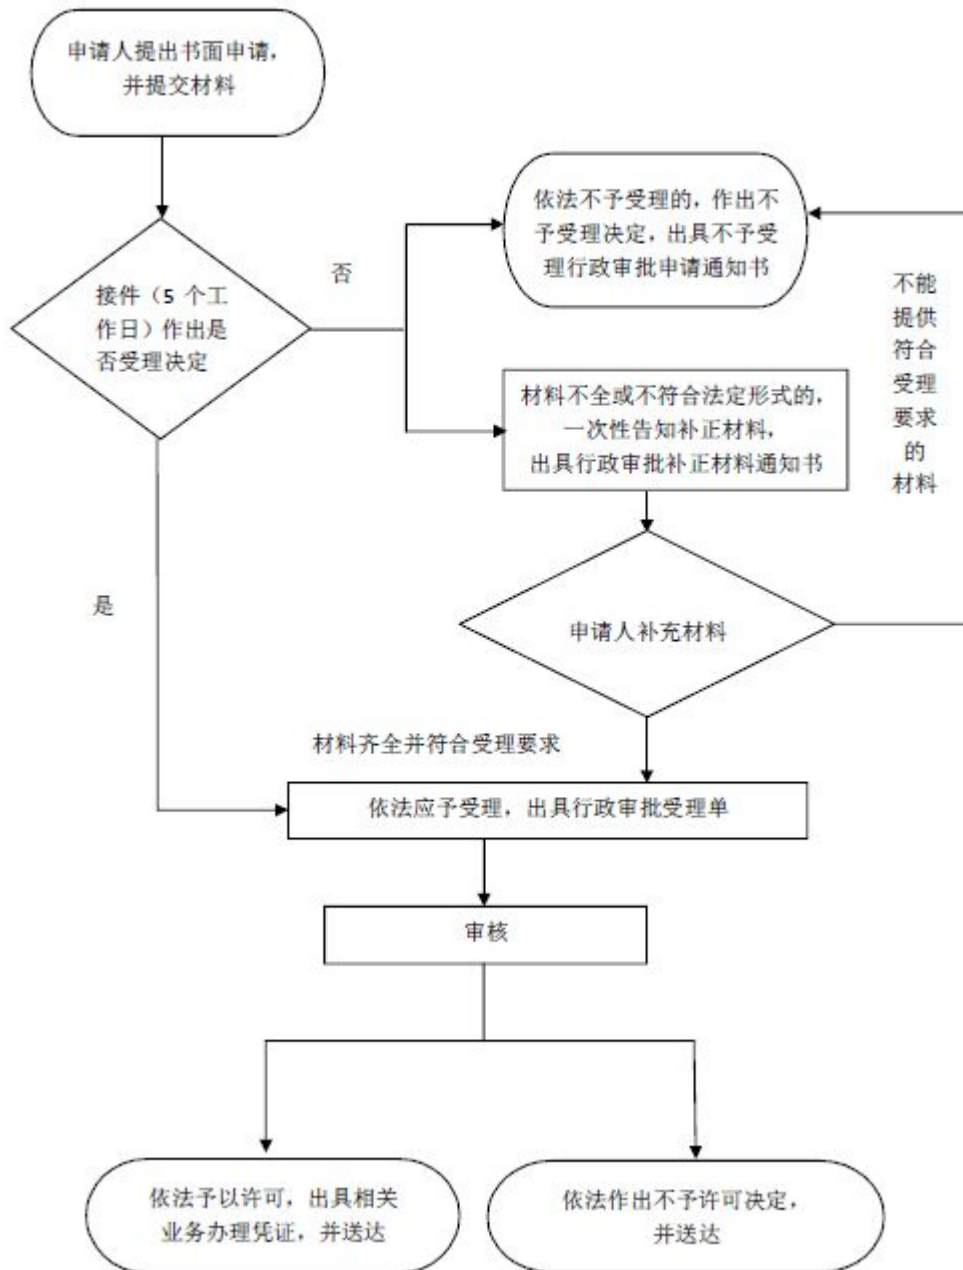 申请人提出书面申请，
并提交材料
依法不予受理的，作出不
予受理决定，出具不予受
理行政审批申请通知书
否
接件（5 个工
作日）作出是
否受理决定
不能
提供
符合
受理
要求
的
材料
材料不全或不符合法定形式的，
一次性告知补正材料，
出具行政审批补正材料通知书
是
申请人补充材料
材料齐全并符合受理要求
依法应予受理，出具行政审批受理单
审核
依法予以许可，出具相关
业务办理凭证，并送达
依法作出不予许可决定，
并送达